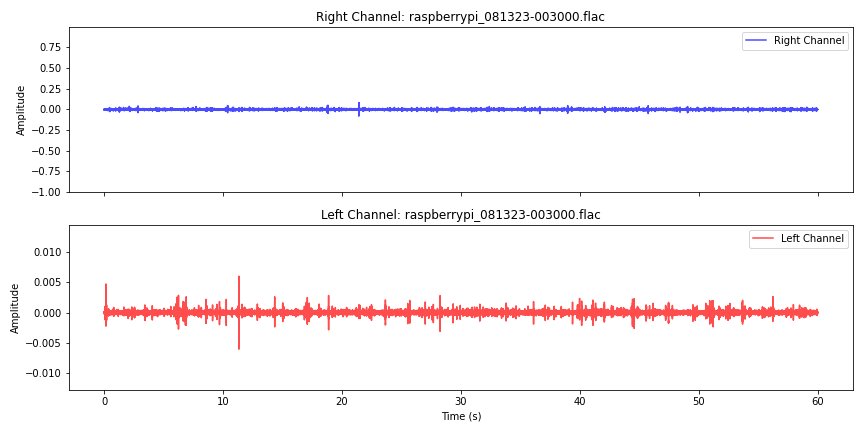 Right Channel: raspberrypi_081323-003000.flac
Right Channel
Amplitude
0.75
0.50
0.25
0.00
−0.25
−0.50
−0.75
−1.00
Left Channel: raspberrypi_081323-003000.flac
Left Channel
Amplitude
0.010
0.005
0.000
−0.005
−0.010
0 10 20 30 40 50 60
Time (s)